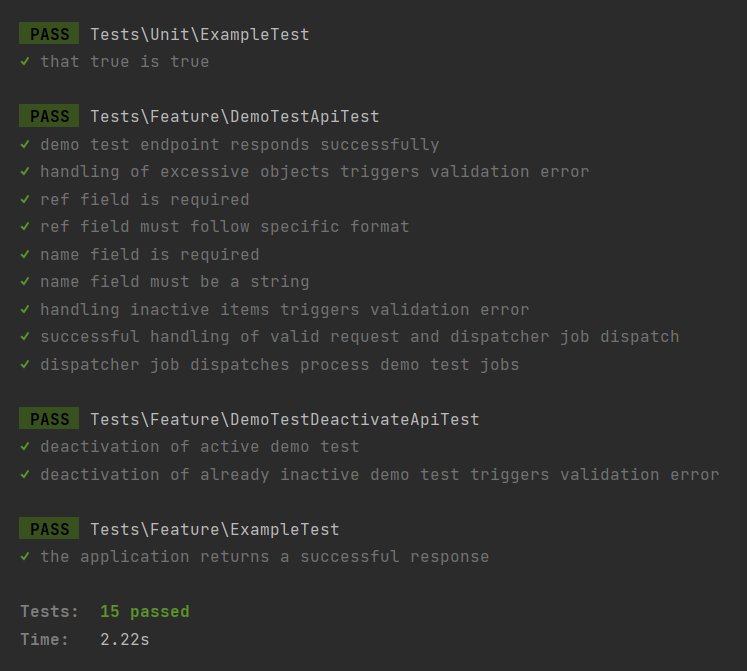 PASS Tests\Unit\ExampleTest
✓ that true is true
PASS Tests\Feature\DemoTestApiTest
✓ demo test endpoint responds successfully
✓ handling of excessive objects triggers validation error
✓ ref field is required
✓ ref field must follow specific format
✓ name field is required
✓ name field must be a string
✓ handling inactive items triggers validation error
✓ successful handling of valid request and dispatcher job dispatch
✓ dispatcher job dispatches process demo test jobs
PASS Tests\Feature\DemoTestDeactivateApiTest
✓ deactivation of active demo test
✓ deactivation of already inactive demo test triggers validation error
PASS Tests\Feature\ExampleTest
✓ the application returns a successful response
Tests: 15 passed
Time: 2.22s